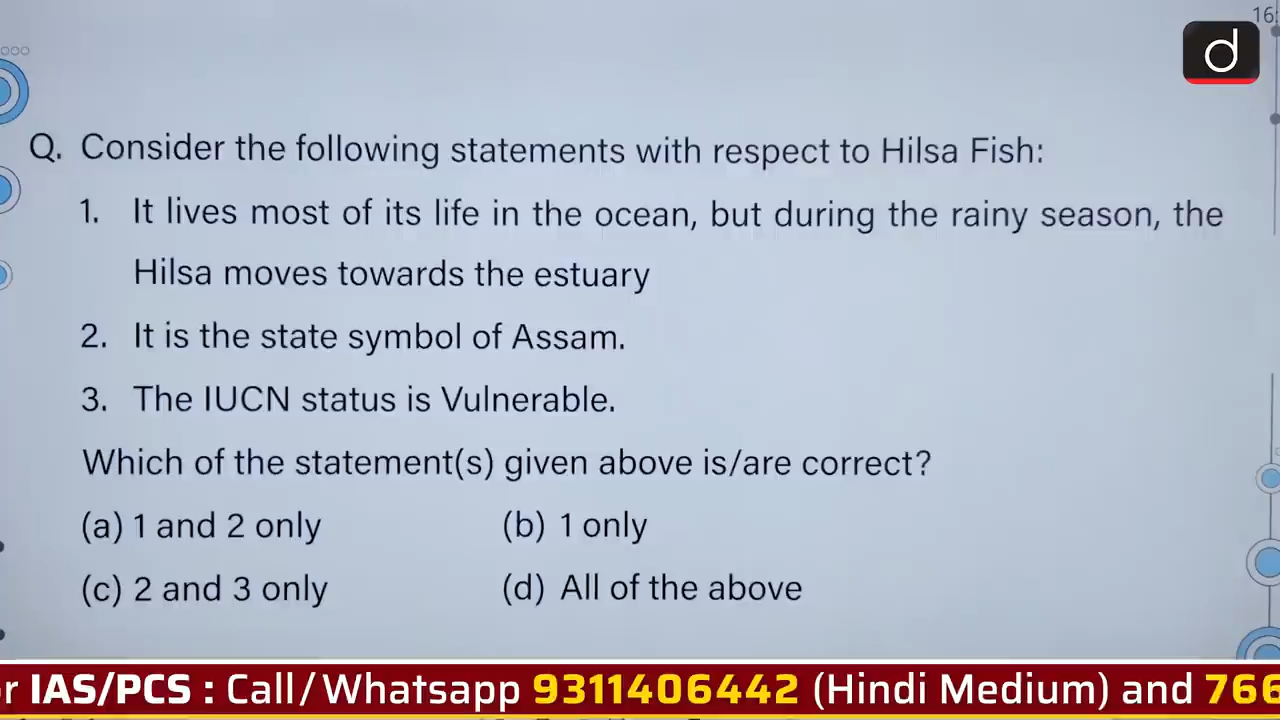 16:
d
Q. Consider the following statements with respect to Hilsa Fish:
1. It lives most of its life in the ocean, but during the rainy season, the
Hilsa moves towards the estuary
2. It is the state symbol of Assam.
3. The IUCN status is Vulnerable.
Which of the statement(s) given above is/are correct?
(a) 1 and 2 only (b) 1 only
(c) 2 and 3 only (d) All of the above
r IAS/PCS : Call/Whatsapp 9311406442 (Hindi Medium) and 766